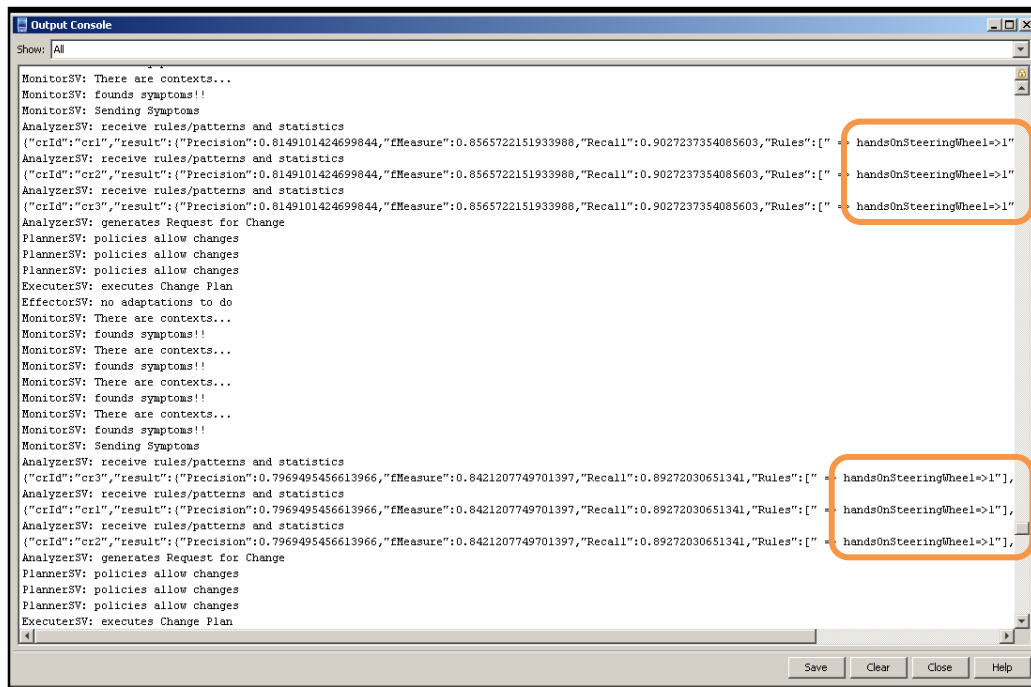 Output Console
Show: All
MonitorSV: There are contexts...
MonitorSV: founds symptoms!!
MonitorSV: Sending Symptoms
AnalyzerSV: receive rules/patterns and statistics
{"crId":"cr1","result":{"Precision":0.8149101424699844,"fMeasure":0.8565722151933988,"Recall":0.9027237354085603,"Rules":[" => handsOnSteeringWheel=>1"
AnalyzerSV: receive rules/patterns and statistics
{"crId":"cr2","result":{"Precision":0.8149101424699844,"fMeasure":0.8565722151933988,"Recall":0.9027237354085603,"Rules":[" => handsOnSteeringWheel=>1"
AnalyzerSV: receive rules/patterns and statistics
{"crId":"cr3","result":{"Precision":0.8149101424699844,"fMeasure":0.8565722151933988,"Recall":0.9027237354085603,"Rules":[" => handsOnSteeringWheel=>1"
AnalyzerSV: generates Request for Change
PlannerSV: policies allow changes
PlannerSV: policies allow changes
PlannerSV: policies allow changes
ExecuterSV: executes Change Plan
EffectorSV: no adaptations to do
MonitorSV: There are contexts...
MonitorSV: founds symptoms!!
MonitorSV: There are contexts...
MonitorSV: founds symptoms!!
MonitorSV: There are contexts...
MonitorSV: founds symptoms!!
MonitorSV: There are contexts...
MonitorSV: founds symptoms!!
MonitorSV: Sending Symptoms
AnalyzerSV: receive rules/patterns and statistics
{"crId":"cr3","result":{"Precision":0.7969495456613966,"fMeasure":0.8421207749701397,"Recall":0.89272030651341,"Rules":[" => handsOnSteeringWheel=>1"],
AnalyzerSV: receive rules/patterns and statistics
{"crId":"cr1","result":{"Precision":0.7969495456613966,"fMeasure":0.8421207749701397,"Recall":0.89272030651341,"Rules":[" => handsOnSteeringWheel=>1"],
AnalyzerSV: receive rules/patterns and statistics
{"crId":"cr2","result":{"Precision":0.7969495456613966,"fMeasure":0.8421207749701397,"Recall":0.89272030651341,"Rules":[" => handsOnSteeringWheel=>1"],
AnalyzerSV: generates Request for Change
PlannerSV: policies allow changes
PlannerSV: policies allow changes
PlannerSV: policies allow changes
ExecuterSV: executes Change Plan
Save Clear Close Help